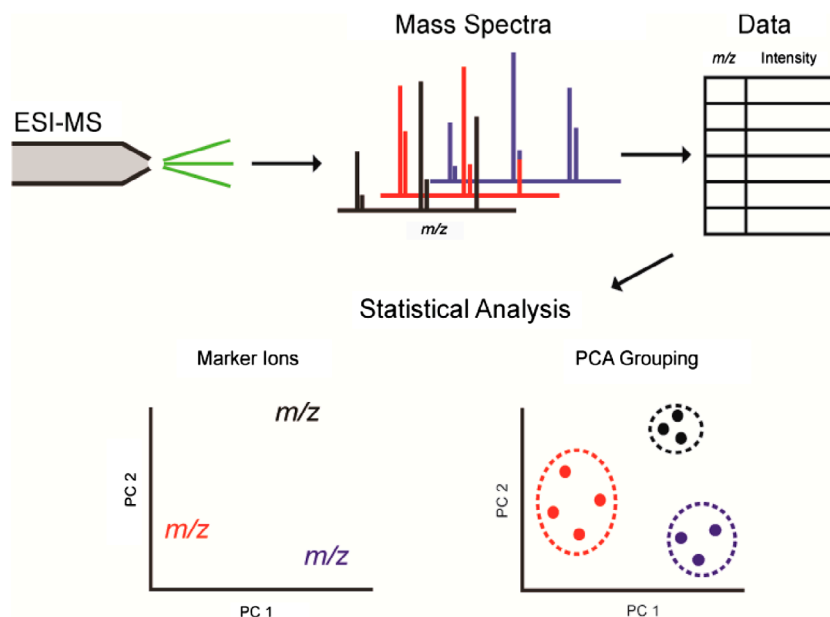 Mass Spectra
Data
m/z Intensity
ESI-MS
m/z
Statistical Analysis
Marker Ions
PCA Grouping
m/z
m/z
m/z
PC 2
PC 1
PC 2
PC 1